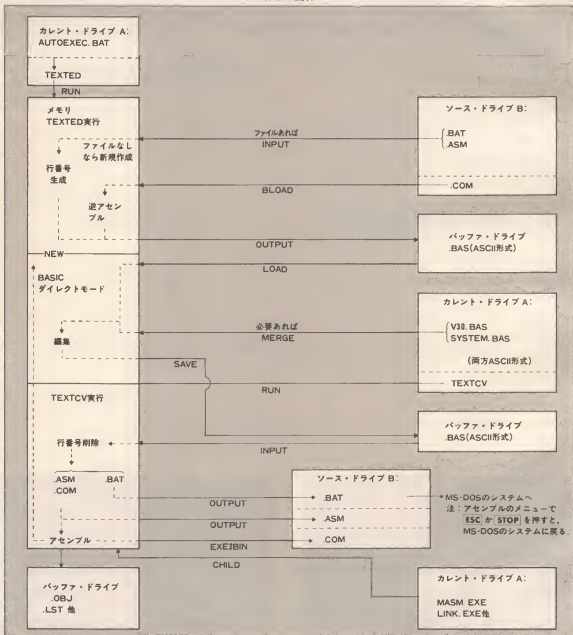 カレント・ドライブ A:
AUTOEXEC. BAT
TEXTED
RUN
メモリ
TEXTED実行
ファイルなし
なら新規作成
行番号
生成
逆アセン
ブル
ファイルあれば
INPUT
BLOAD
OUTPUT
ソース・ドライブ B:
.BAT
.ASM
.COM
バッファ・ドライブ
.BAS(ASCII形式)
NEW
LOAD
BASIC
ダイレクトモード
編集
必要あれば
MERGE
SAVE
RUN
カレント・ドライブ A:
V30. BAS
SYSTEM. BAS
(両方ASCII形式)
TEXTCV
TEXTCV実行
行番号削除
INPUT
バッファ・ドライブ
.BAS(ASCII形式)
.ASM
.COM
.BAT
アセンブル
OUTPUT
OUTPUT
EXE2BIN
CHILD
ソース・ドライブ B:
.BAT
.ASM
.COM
MS-DOSのシステムへ
注:アセンブルのメニューで
ESC か STOP を押すと,
MS-DOSのシステムに戻る.
バッファ・ドライブ
.OBJ
.LST 他
カレント・ドライブ A:
MASM. EXE
LINK. EXE他